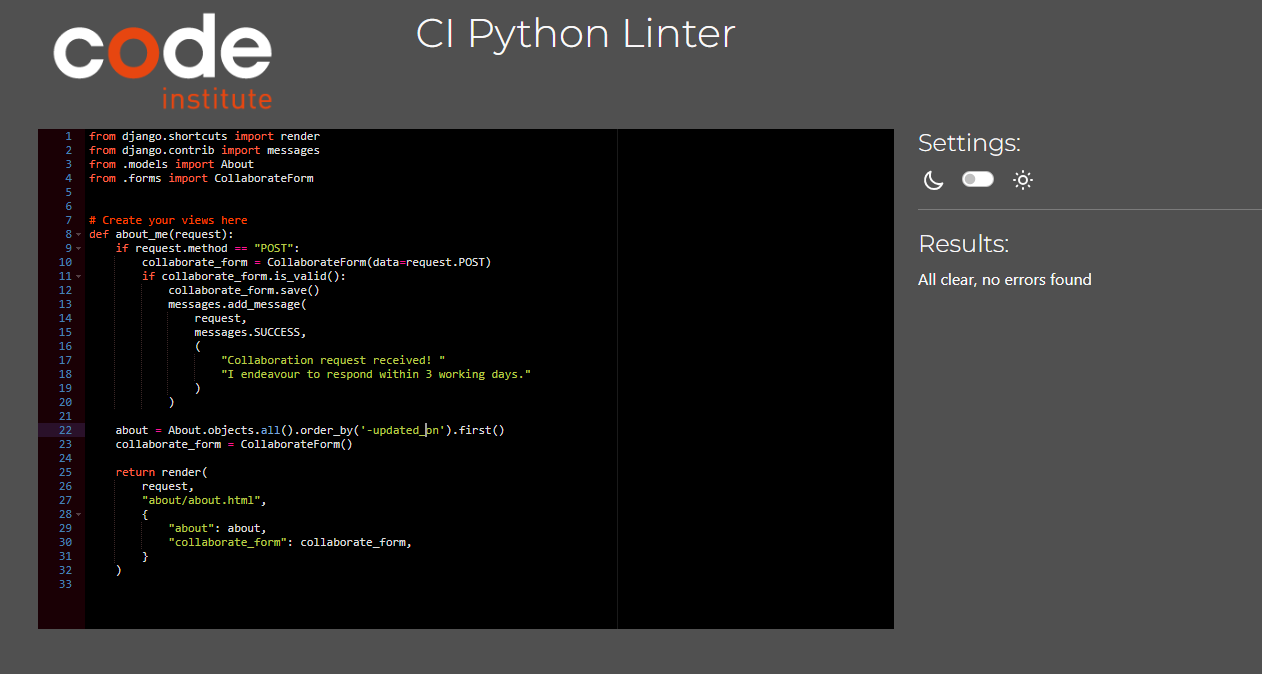 code
institute
CI Python Linter
1 from django.shortcuts import render
2 from django.contrib import messages
3 from .models import About
4 from .forms import CollaborateForm
5
6
7 # Create your views here
8 def about_me(request):
9     if request.method == "POST":
10         collaborate_form = CollaborateForm(data=request.POST)
11         if collaborate_form.is_valid():
12             collaborate_form.save()
13             messages.add_message(
14                 request,
15                 messages.SUCCESS,
16                 (
17                     "Collaboration request received! "
18                     "I endeavour to respond within 3 working days."
19                 )
20             )
21
22     about = About.objects.all().order_by('-updated_on').first()
23     collaborate_form = CollaborateForm()
24
25     return render(
26         request,
27         "about/about.html",
28         {
29             "about": about,
30             "collaborate_form": collaborate_form,
31         }
32     )
33
Settings:
Results:
All clear, no errors found